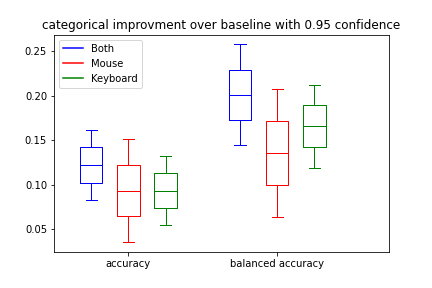 categorical improvment over baseline with 0.95 confidence
0.25
0.20
0.15
0.10
0.05
Both
Mouse
Keyboard
accuracy
balanced accuracy